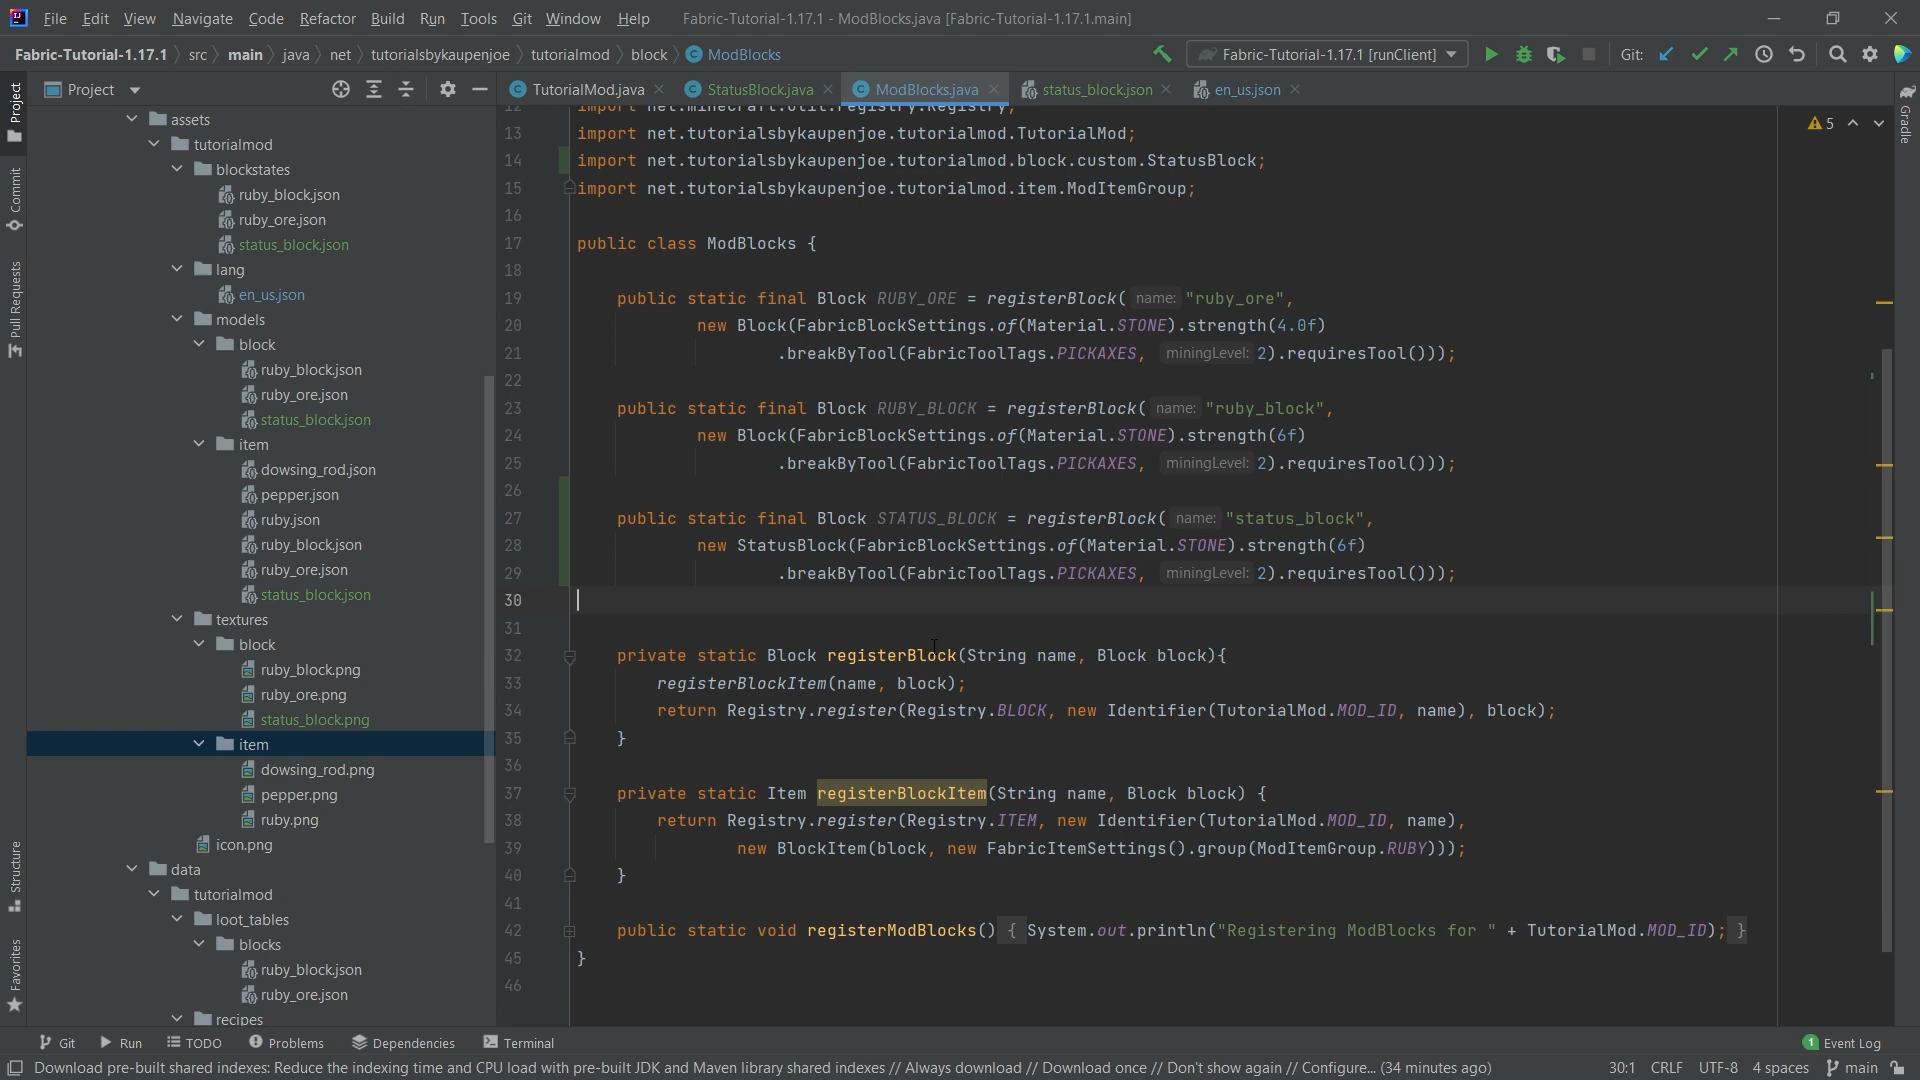 File Edit View Navigate Code Refactor Build Run Tools Git Window Help Fabric-Tutorial-1.17.1 - ModBlocks.java [Fabric-Tutorial-1.17.1.main]
Fabric-Tutorial-1.17.1 src main java net tutorialsbykaupenjoe tutorialmod block ModBlocks Fabric-Tutorial-1.17.1 [runClient] Git:
Project
TutorialMod.java StatusBlock.java ModBlocks.java status_block.json en_us.json
Project
Commit
Pull Requests
Structure
Favorites
Gradle
assets
tutorialmod
blockstates
ruby_block.json
ruby_ore.json
status_block.json
lang
en_us.json
models
block
ruby_block.json
ruby_ore.json
status_block.json
item
dowsing_rod.json
pepper.json
ruby.json
ruby_block.json
ruby_ore.json
status_block.json
textures
block
ruby_block.png
ruby_ore.png
status_block.png
item
dowsing_rod.png
pepper.png
ruby.png
icon.png
data
tutorialmod
loot_tables
blocks
ruby_block.json
ruby_ore.json
recipes
5
12 import net.minecraft.util.registry.Registry;
13 import net.tutorialsbykaupenjoe.tutorialmod.TutorialMod;
14 import net.tutorialsbykaupenjoe.tutorialmod.block.custom.StatusBlock;
15 import net.tutorialsbykaupenjoe.tutorialmod.item.ModItemGroup;
16
17 public class ModBlocks {
18
19 public static final Block RUBY_ORE = registerBlock( name: "ruby_ore",
20 new Block(FabricBlockSettings.of(Material.STONE).strength(4.0f)
21 .breakByTool(FabricToolTags.PICKAXES, miningLevel: 2).requiresTool()));
22
23 public static final Block RUBY_BLOCK = registerBlock( name: "ruby_block",
24 new Block(FabricBlockSettings.of(Material.STONE).strength(6f)
25 .breakByTool(FabricToolTags.PICKAXES, miningLevel: 2).requiresTool()));
26
27 public static final Block STATUS_BLOCK = registerBlock( name: "status_block",
28 new StatusBlock(FabricBlockSettings.of(Material.STONE).strength(6f)
29 .breakByTool(FabricToolTags.PICKAXES, miningLevel: 2).requiresTool()));
30
31
32 private static Block registerBlock(String name, Block block){
33 registerBlockItem(name, block);
34 return Registry.register(Registry.BLOCK, new Identifier(TutorialMod.MOD_ID, name), block);
35 }
36
37 private static Item registerBlockItem(String name, Block block) {
38 return Registry.register(Registry.ITEM, new Identifier(TutorialMod.MOD_ID, name),
39 new BlockItem(block, new FabricItemSettings().group(ModItemGroup.RUBY)));
40 }
41
42 public static void registerModBlocks() { System.out.println("Registering ModBlocks for " + TutorialMod.MOD_ID); }
45 }
46
Git Run TODO Problems Dependencies Terminal 1 Event Log
Download pre-built shared indexes: Reduce the indexing time and CPU load with pre-built JDK and Maven library shared indexes // Always download // Download once // Don't show again // Configure... (34 minutes ago) 30:1 CRLF UTF-8 4 spaces main